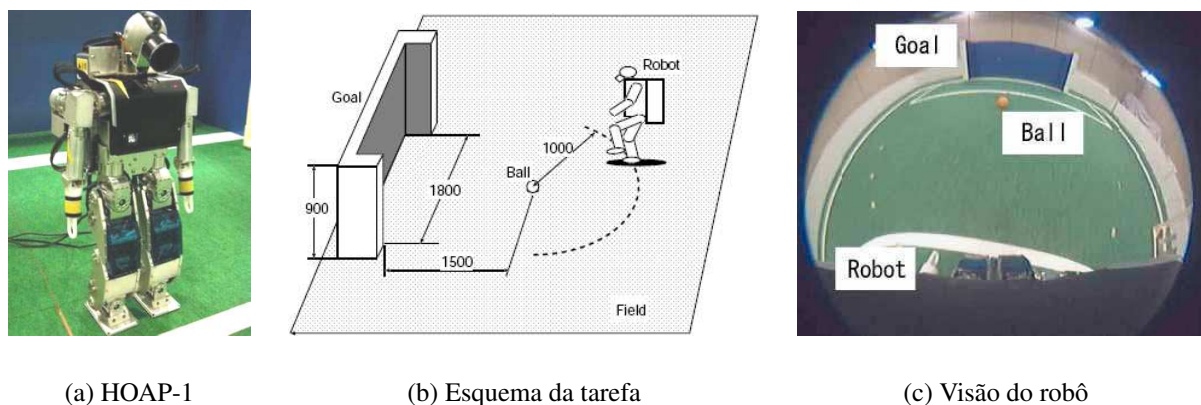 Goal
Robot
1000
Ball
1800
900
1500
Field
Goal
Ball
Robot
(a) HOAP-1
(b) Esquema da tarefa
(c) Visão do robô